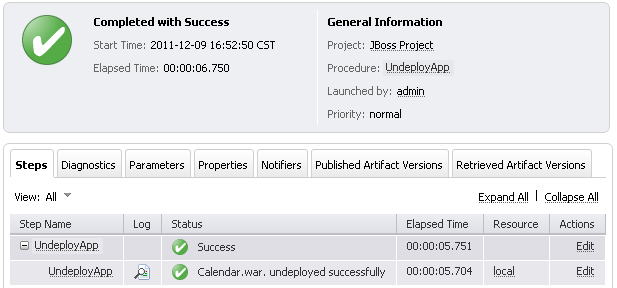 Completed with Success
Start Time: 2011-12-09 16:52:50 CST
Elapsed Time: 00:00:06.750
General Information
Project: JBoss Project
Procedure: UndeployApp
Launched by: admin
Priority: normal
Steps Diagnostics Parameters Properties Notifiers Published Artifact Versions Retrieved Artifact Versions
View: All Expand All | Collapse All
Step Name Log Status Elapsed Time Resource Actions
UndeployApp Success 00:00:05.751 Edit
UndeployApp Calendar.war. undeployed successfully 00:00:05.704 local Edit